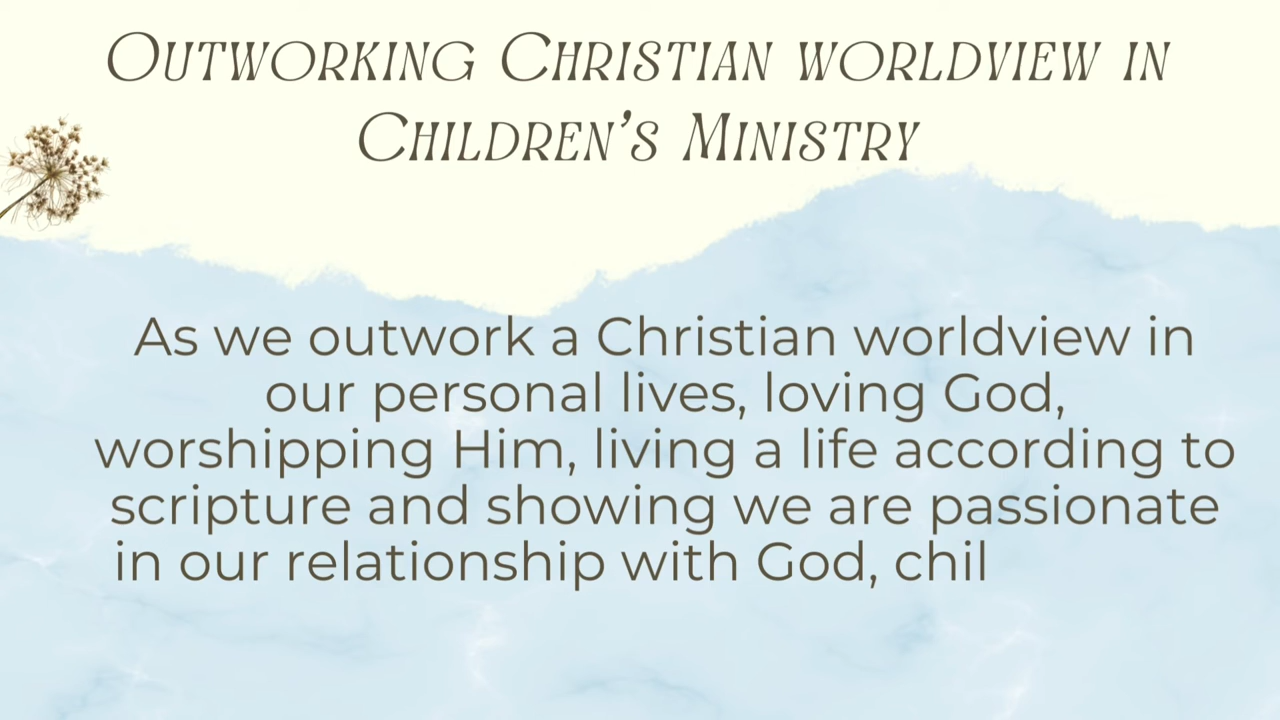 Outworking Christian worldview in
Children's Ministry
As we outwork a Christian worldview in
our personal lives, loving God,
worshipping Him, living a life according to
scripture and showing we are passionate
in our relationship with God, chil